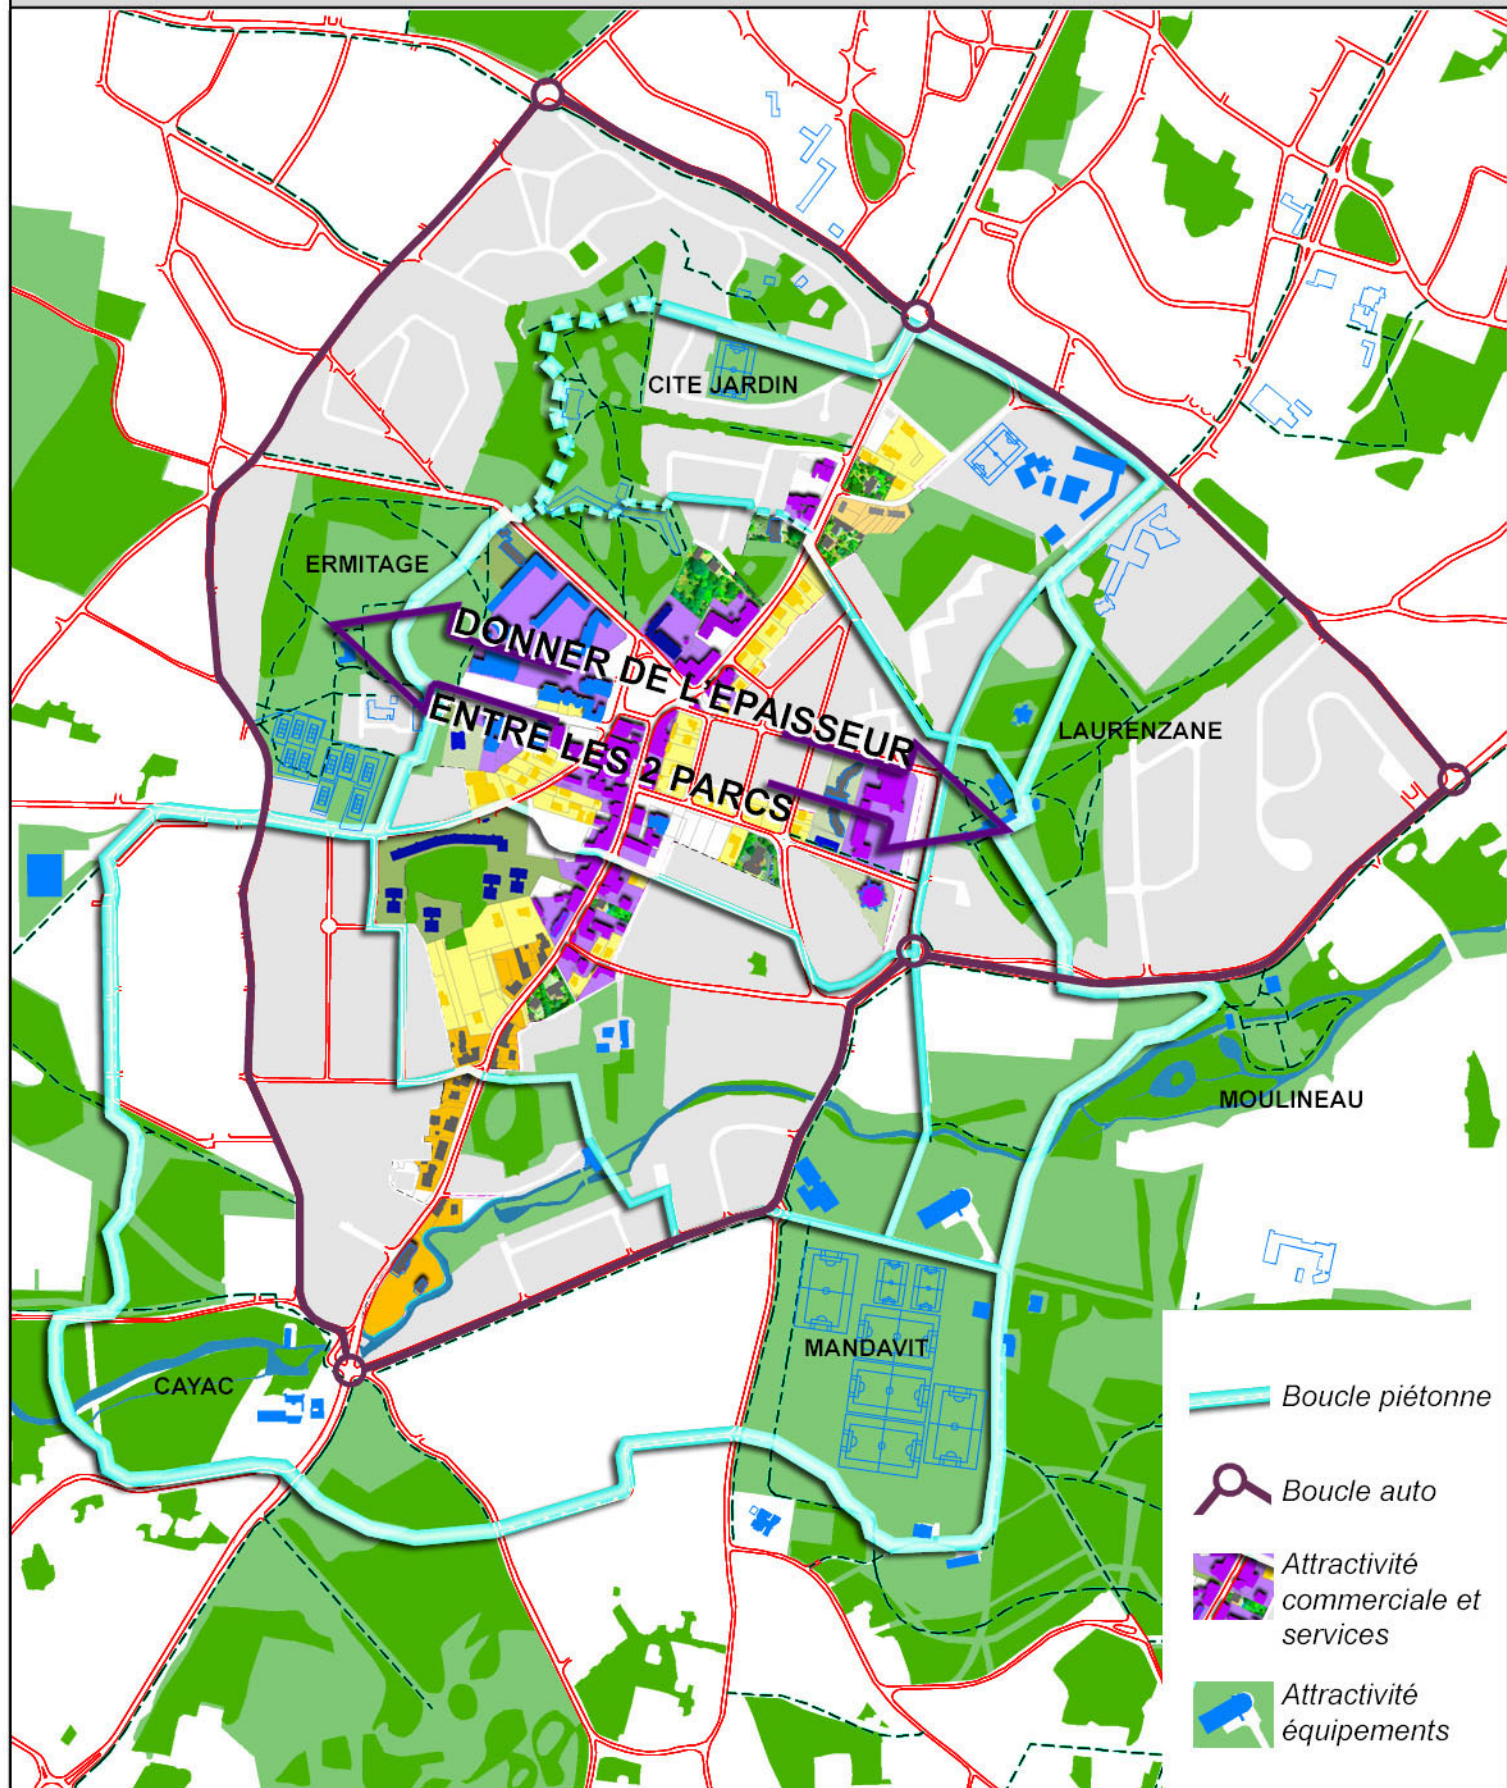 CITE JARDIN
ERMITAGE
DONNER DE L'EPAISSEUR
ENTRE LES 2 PARCS
LAURENZANE
MOULINEAU
MANDAVIT
CAYAC
Boucle piétonne
Boucle auto
Attractivité
commerciale et
services
Attractivité
équipements